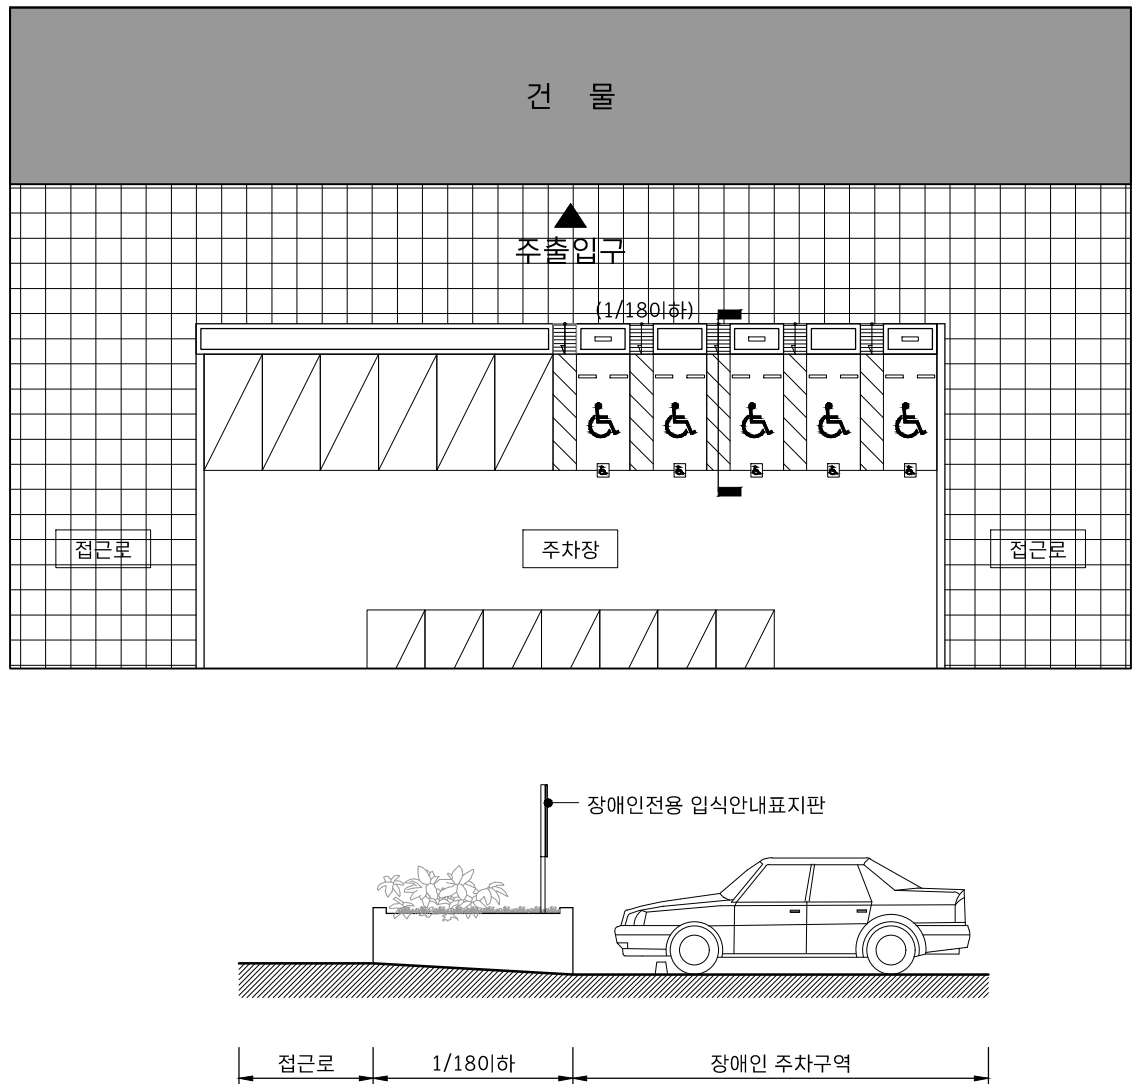 건 물
주출입구
(1/18이하)
접근로
주차장
접근로
장애인전용 입식안내표지판
접근로
1/18이하
장애인 주차구역